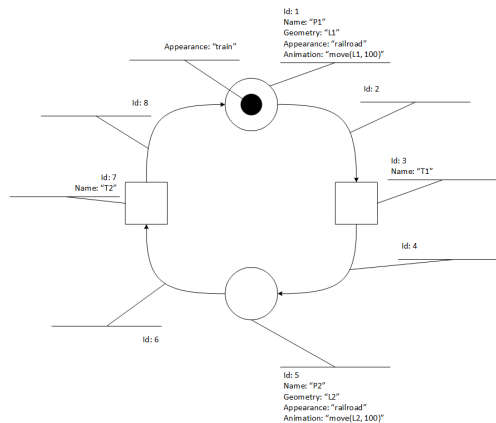 Id: 1
Name: “P1”
Geometry: “L1”
Appearance: “railroad”
Animation: “move(L1, 100)”
Appearance: “train”
Id: 8
Id: 2
Id: 3
Name: “T1”
Id: 7
Name: “T2”
Id: 4
Id: 6
Id: 5
Name: “P2”
Geometry: “L2”
Appearance: “railroad”
Animation: “move(L2, 100)”